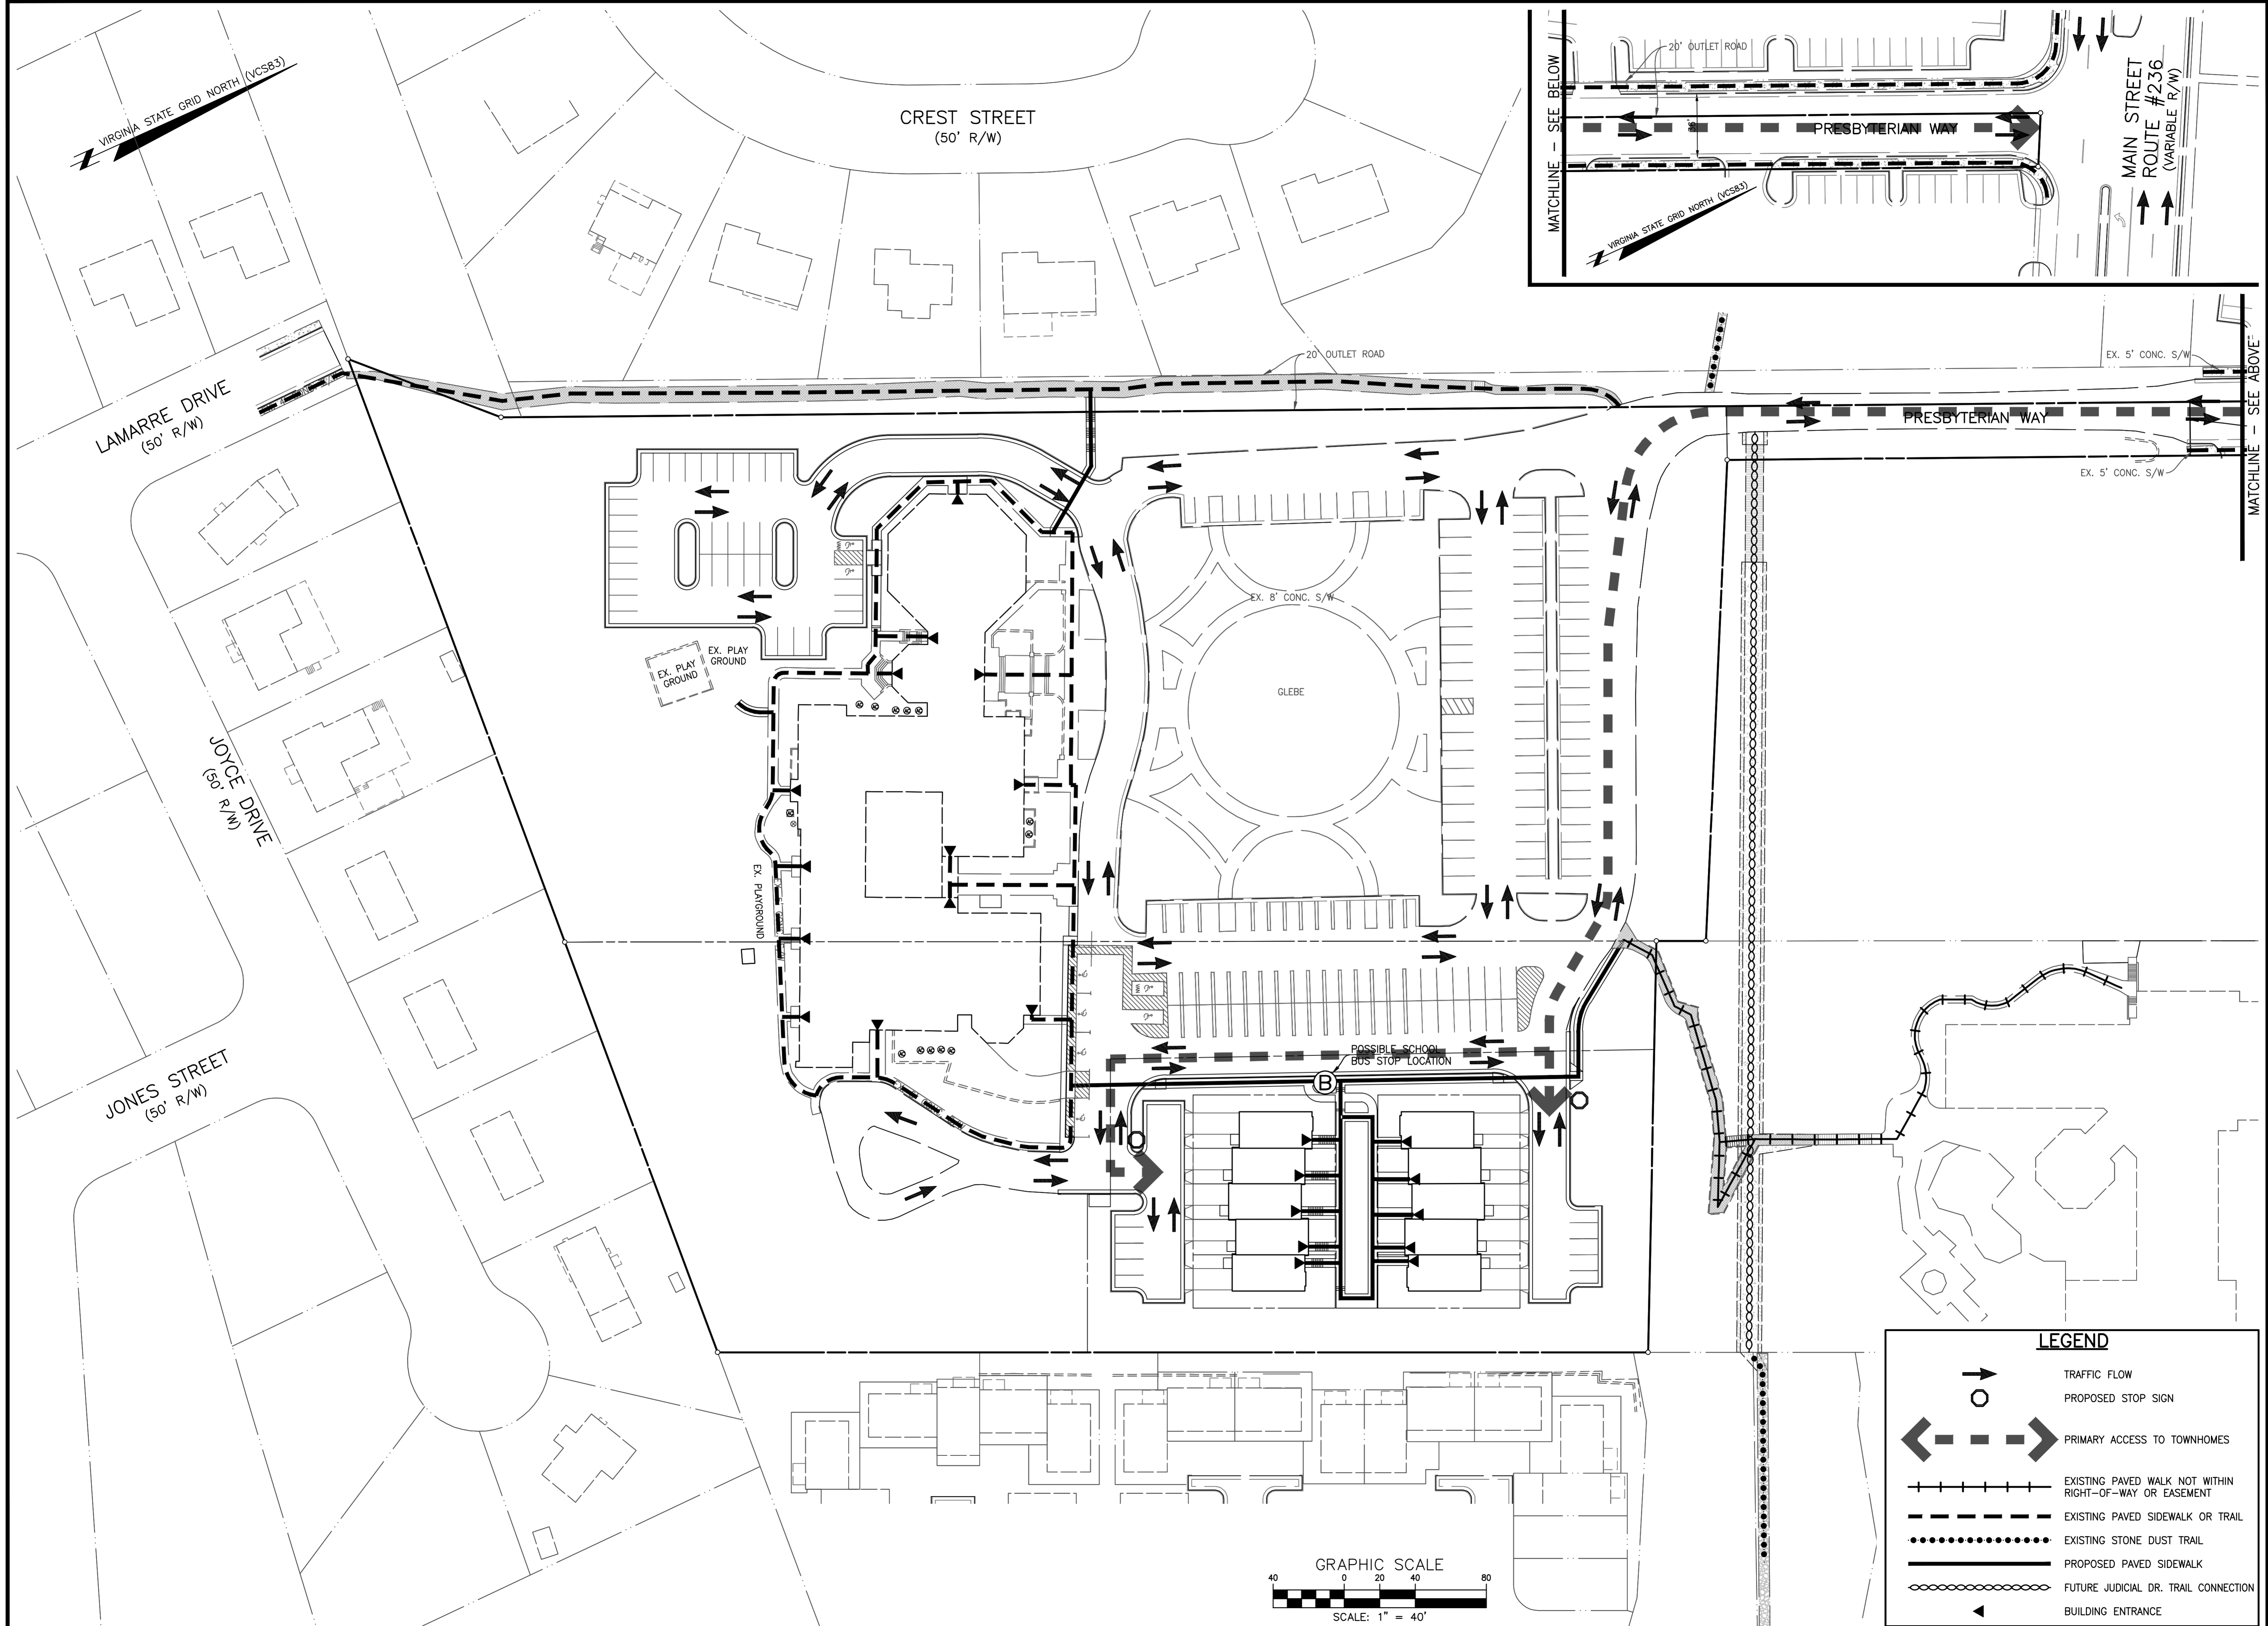 VIRGINIA STATE GRID NORTH (VCS83)
CREST STREET
(50' R/W)
MATCHLINE - SEE BELOW
20' OUTLET ROAD
36'
PRESBYTERIAN WAY
MAIN STREET
ROUTE #236
(VARIABLE R/W)
VIRGINIA STATE GRID NORTH (VCS83)
LAMARRE DRIVE
(50' R/W)
20' OUTLET ROAD
EX. 5' CONC. S/W
PRESBYTERIAN WAY
MATCHLINE - SEE ABOVE
EX. 5' CONC. S/W
EX. 8' CONC. S/W
EX. PLAY
GROUND
EX. PLAY
GROUND
GLEBE
JOYCE DRIVE
(50' R/W)
EX. PLAYGROUND
JONES STREET
(50' R/W)
POSSIBLE SCHOOL
BUS STOP LOCATION
B
LEGEND
TRAFFIC FLOW
PROPOSED STOP SIGN
PRIMARY ACCESS TO TOWNHOMES
EXISTING PAVED WALK NOT WITHIN
RIGHT-OF-WAY OR EASEMENT
EXISTING PAVED SIDEWALK OR TRAIL
EXISTING STONE DUST TRAIL
PROPOSED PAVED SIDEWALK
FUTURE JUDICIAL DR. TRAIL CONNECTION
BUILDING ENTRANCE
GRAPHIC SCALE
40 0 20 40 80
SCALE: 1" = 40'